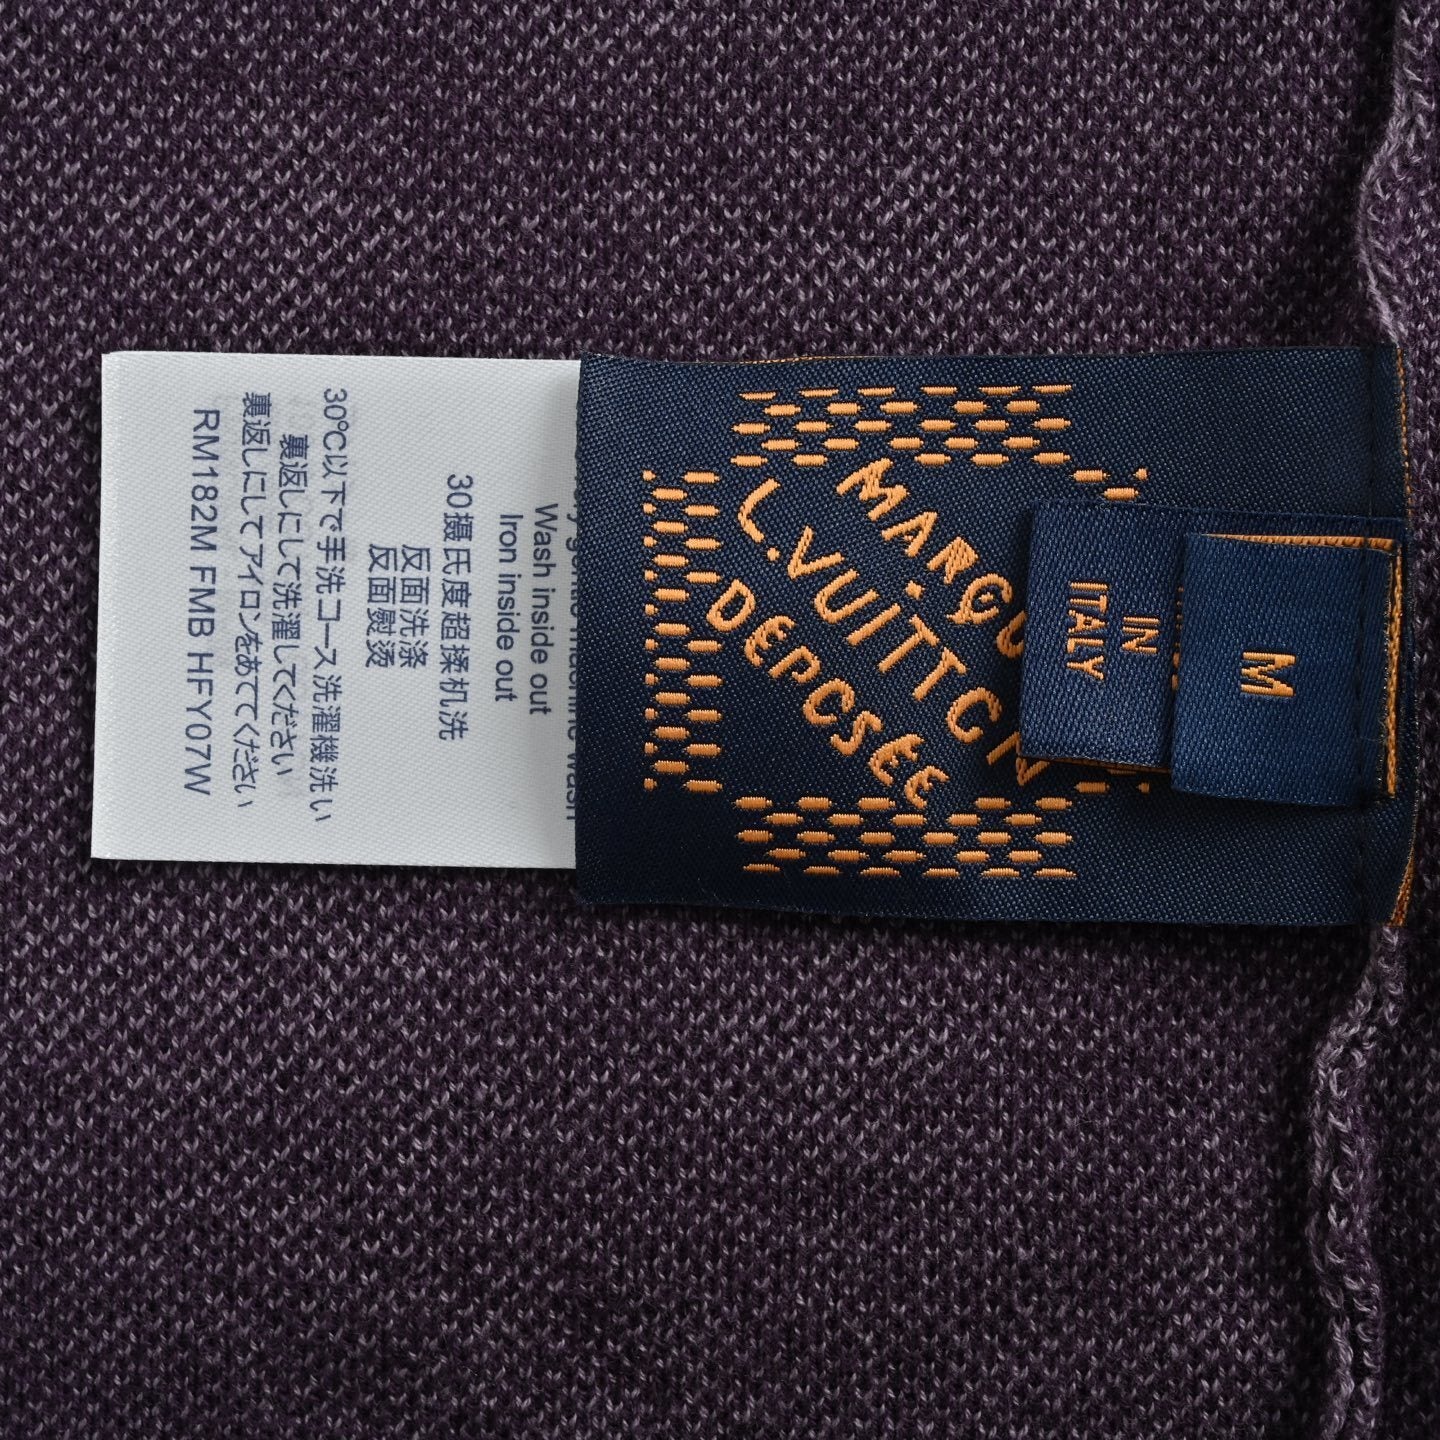 MARQU
L.VUITTON
DEPOSEE
IN
ITALY
M
Wash inside out
Iron inside out
30摄氏度超揉机洗
反面洗涤
反面熨烫
30℃以下で手洗コース洗濯機洗い
裏返しにして洗濯してください
裏返しにしてアイロンをあててください
RM182M FMB HFY07W